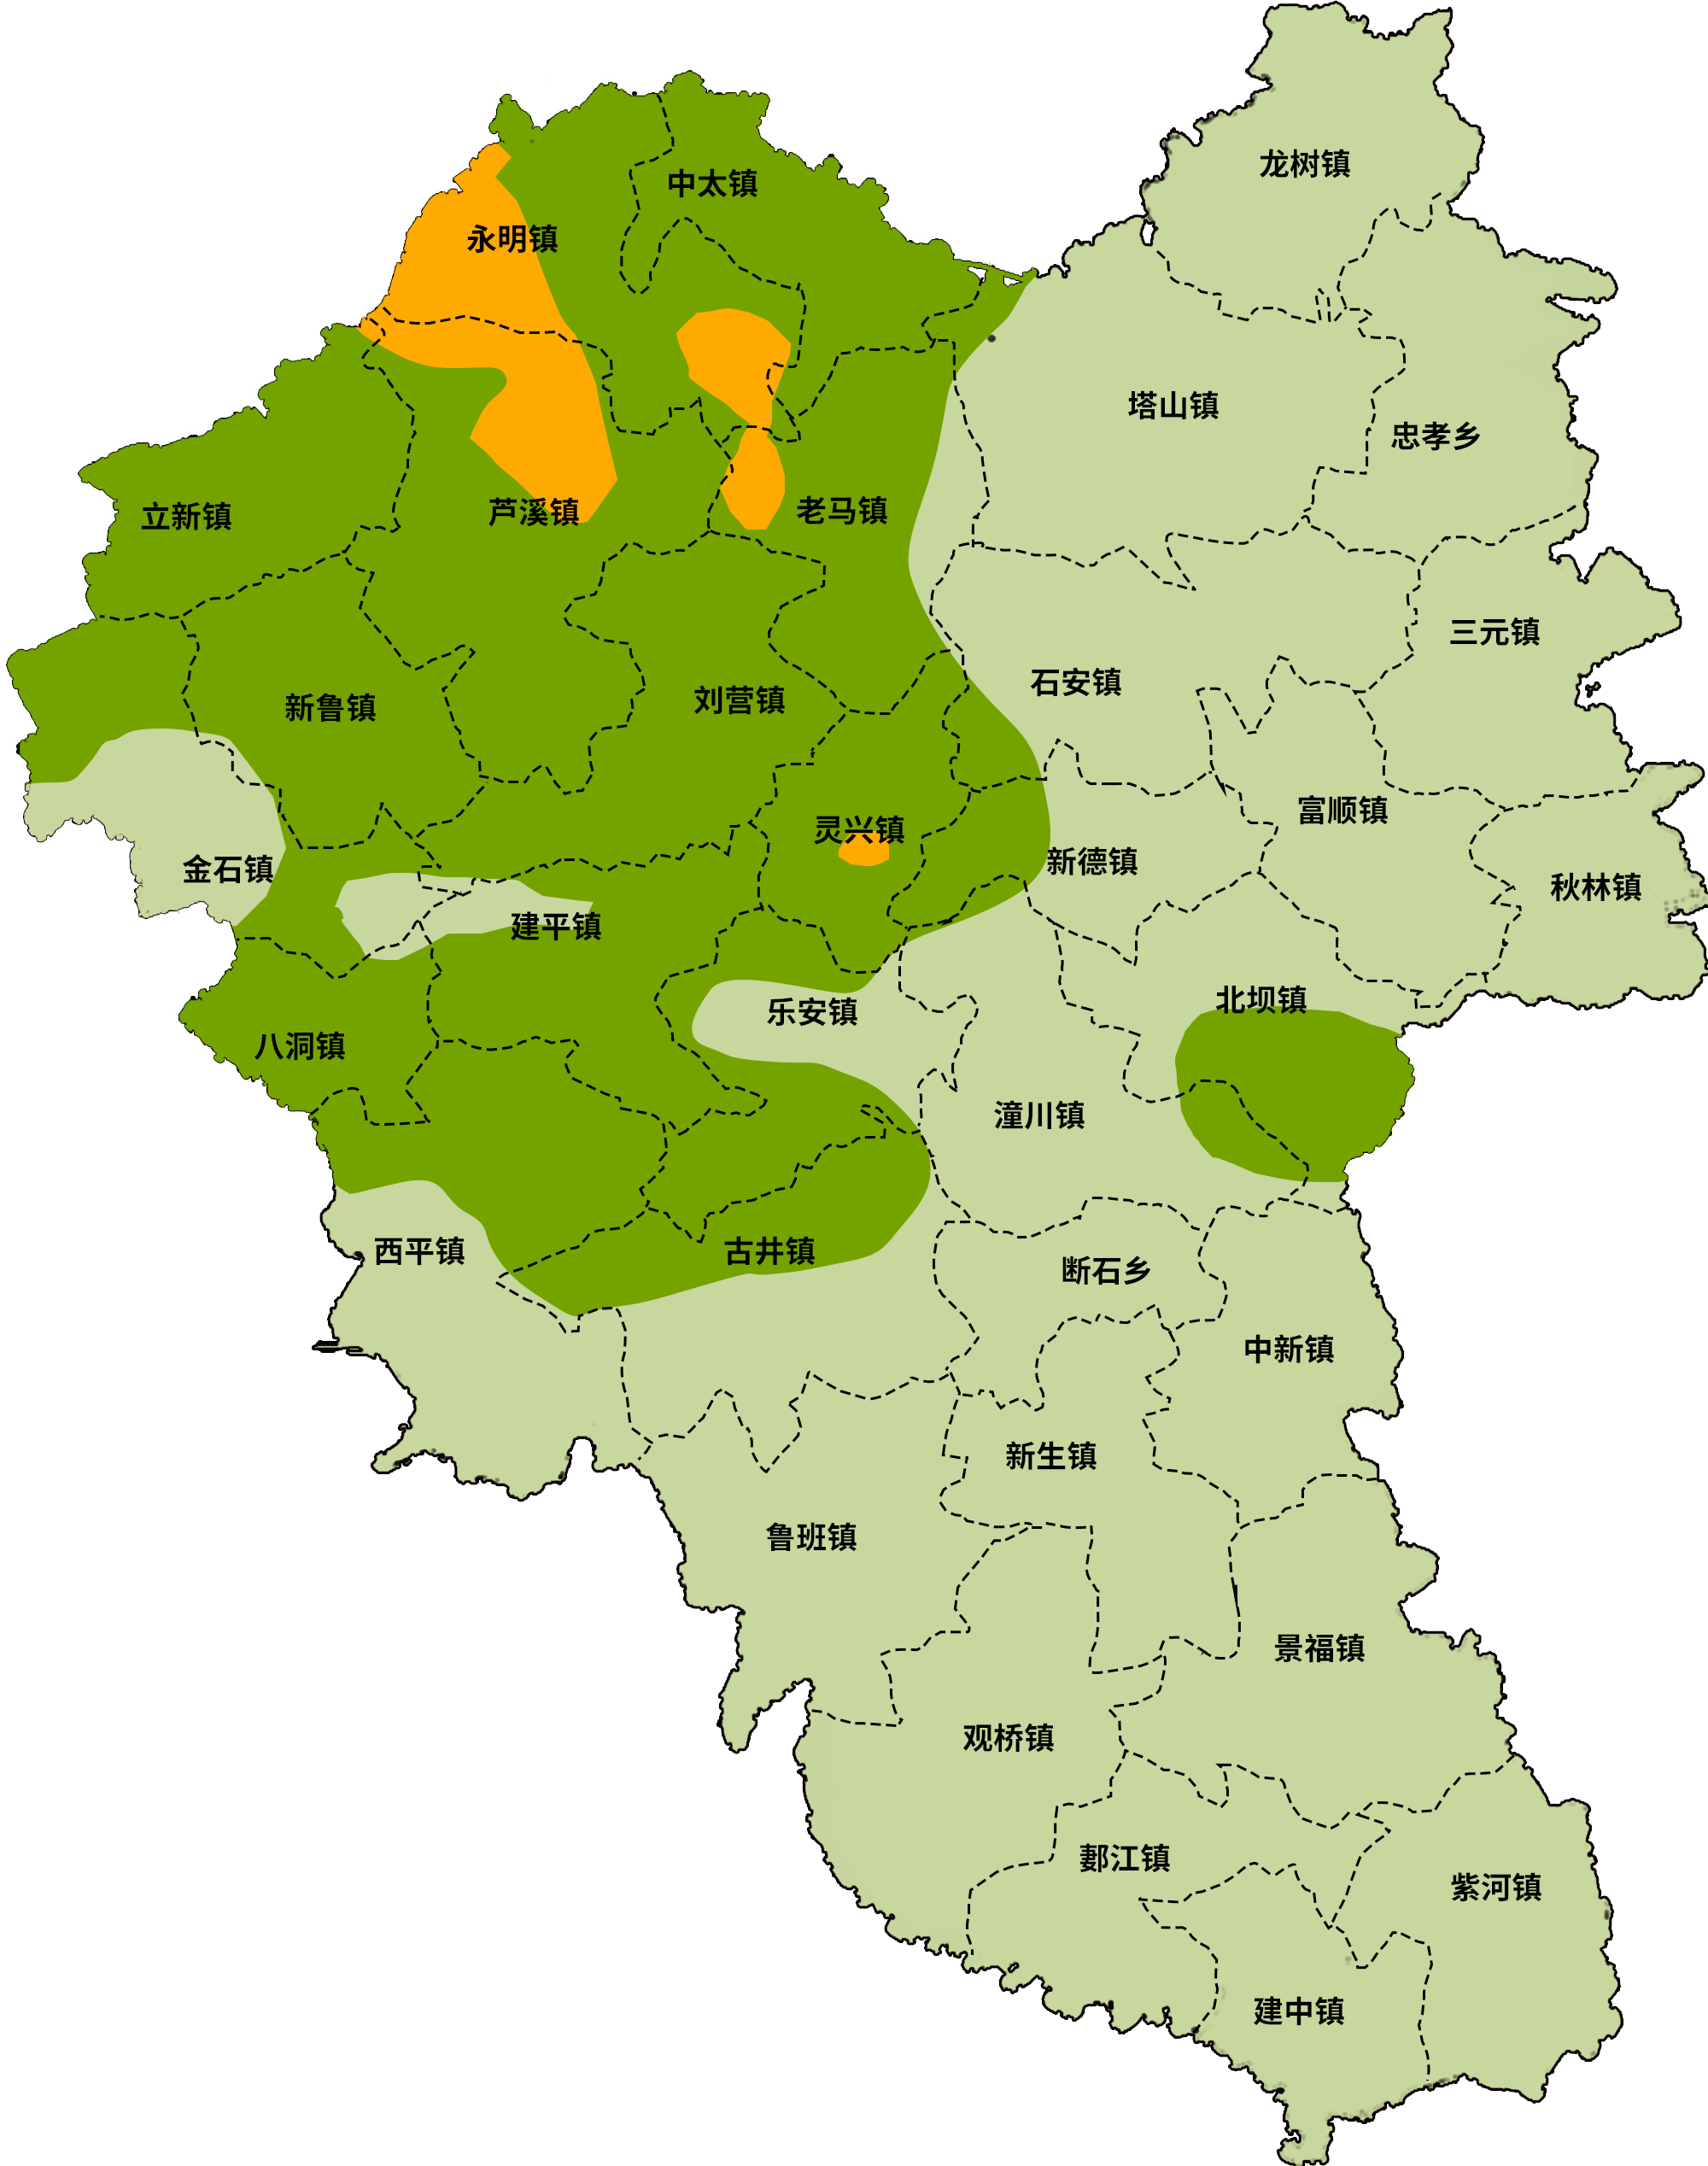 龙树镇
中太镇
永明镇
塔山镇
忠孝乡
老马镇
芦溪镇
立新镇
三元镇
石安镇
刘营镇
新鲁镇
富顺镇
灵兴镇
新德镇
金石镇
秋林镇
建平镇
北坝镇
乐安镇
八洞镇
潼川镇
西平镇
古井镇
断石乡
中新镇
新生镇
鲁班镇
景福镇
观桥镇
郪江镇
紫河镇
建中镇